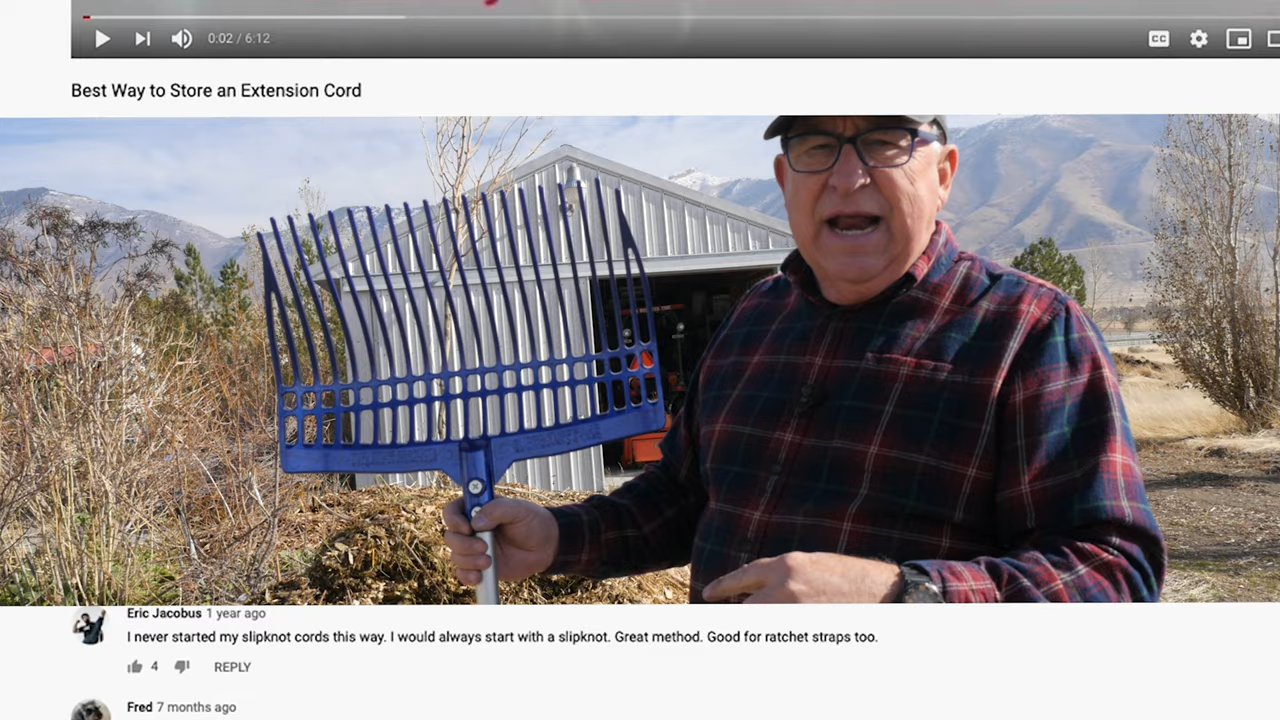 0:02 / 6:12
CC
Best Way to Store an Extension Cord
Eric Jacobus 1 year ago
I never started my slipknot cords this way. I would always start with a slipknot. Great method. Good for ratchet straps too.
4
REPLY
Fred 7 months ago